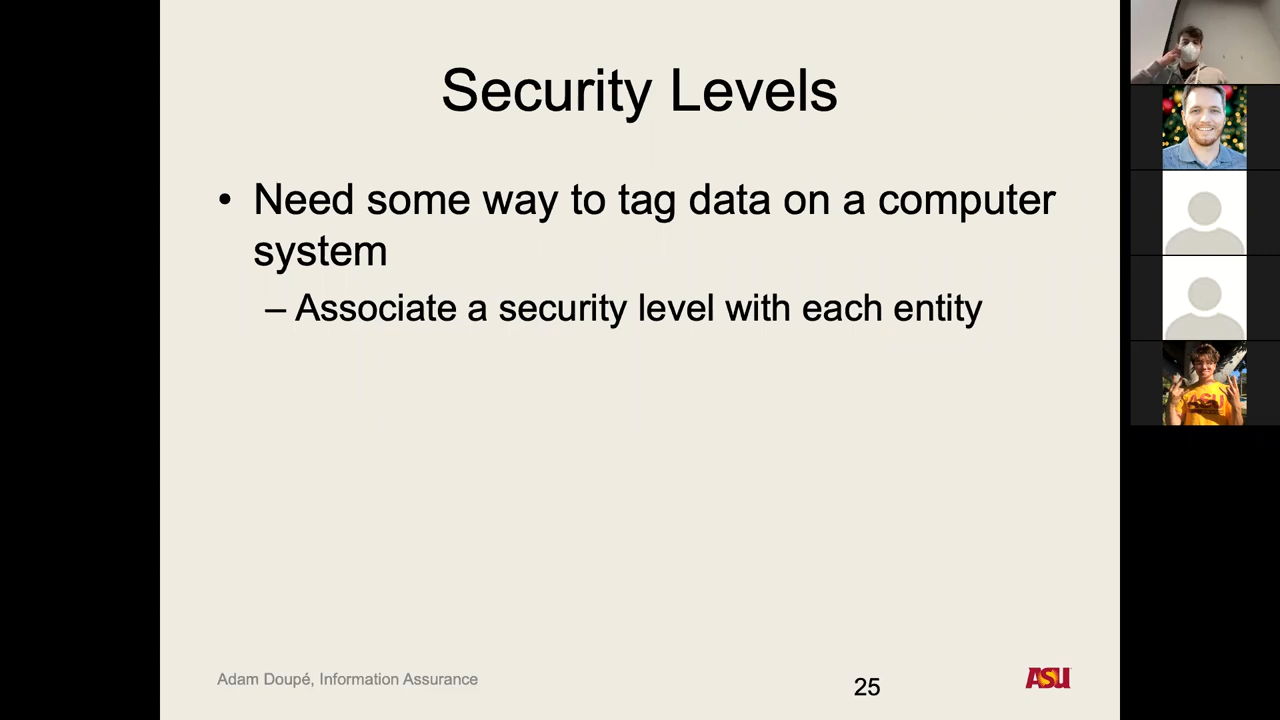 Security Levels
• Need some way to tag data on a computer
system
– Associate a security level with each entity
Adam Doupé, Information Assurance
25
ASU
ASU